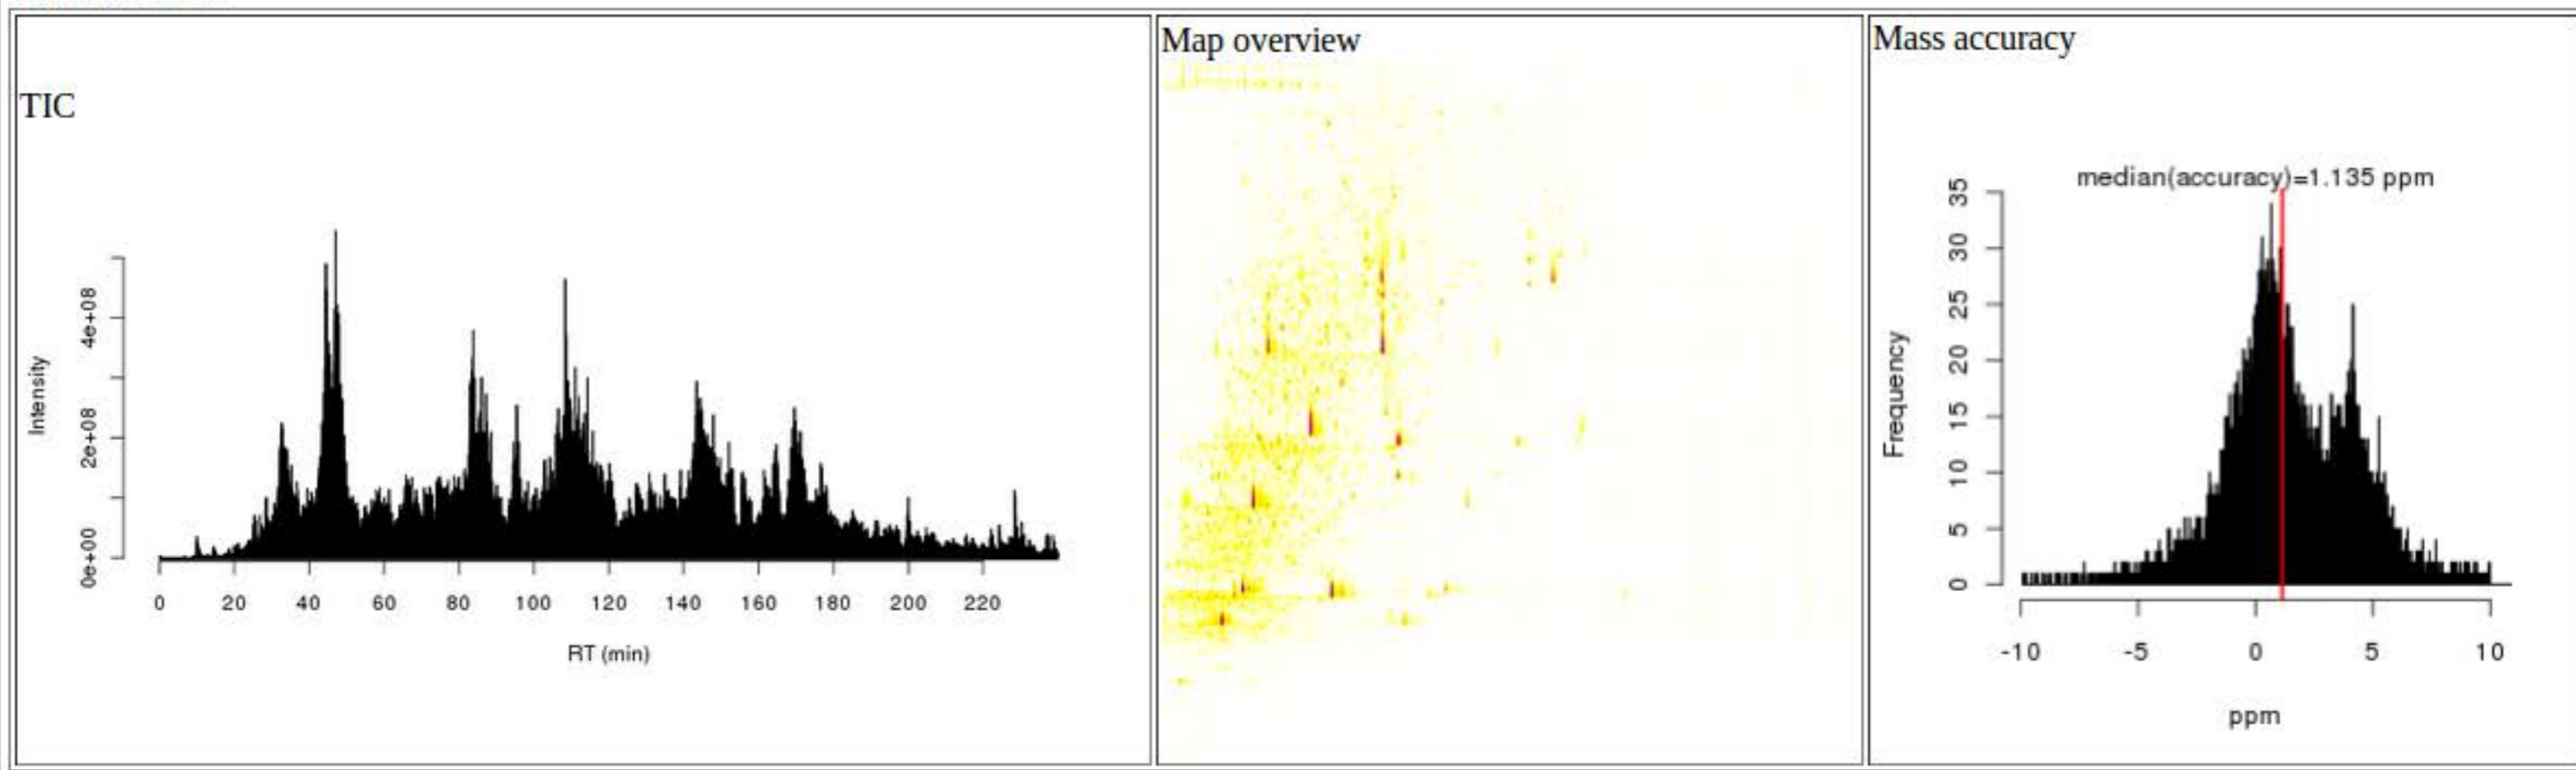 TIC
Intensity
0e+00 2e+08 4e+08
0 20 40 60 80 100 120 140 160 180 200 220
RT (min)
Map overview
Mass accuracy
median(accuracy)=1.135 ppm
Frequency
0 5 10 15 20 25 30 35
-10 -5 0 5 10
ppm